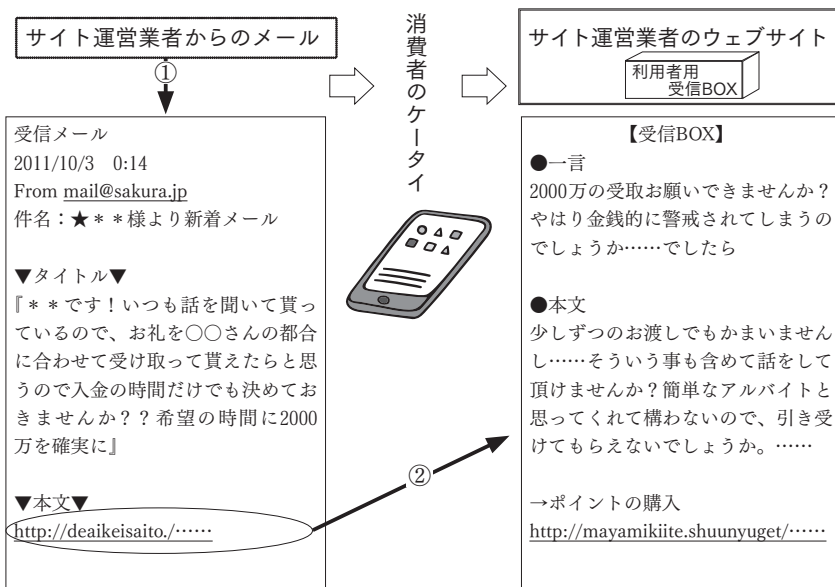 サイト運営業者からのメール
①
受信メール
2011/10/3　0:14
From mail@sakura.jp
件名：★＊＊様より新着メール
▼タイトル▼
『＊＊です！いつも話を聞いて貰っ
ているので、お礼を〇〇さんの都合
に合わせて受け取って貰えたらと思
うので入金の時間だけでも決めてお
きませんか？？希望の時間に2000
万を確実に』
▼本文▼
http://deaikeisaito./……
②
消費者のケータイ
サイト運営業者のウェブサイト
利用者用
受信BOX
【受信BOX】
●一言
2000万の受取お願いできませんか？
やはり金銭的に警戒されてしまうの
でしょうか……でしたら
●本文
少しずつのお渡しでもかまいません
し……そういう事も含めて話をして
頂けませんか？簡単なアルバイトと
思ってくれて構わないので、引き受
けてもらえないでしょうか。……
→ポイントの購入
http://mayamikiite.shuunyuget/……